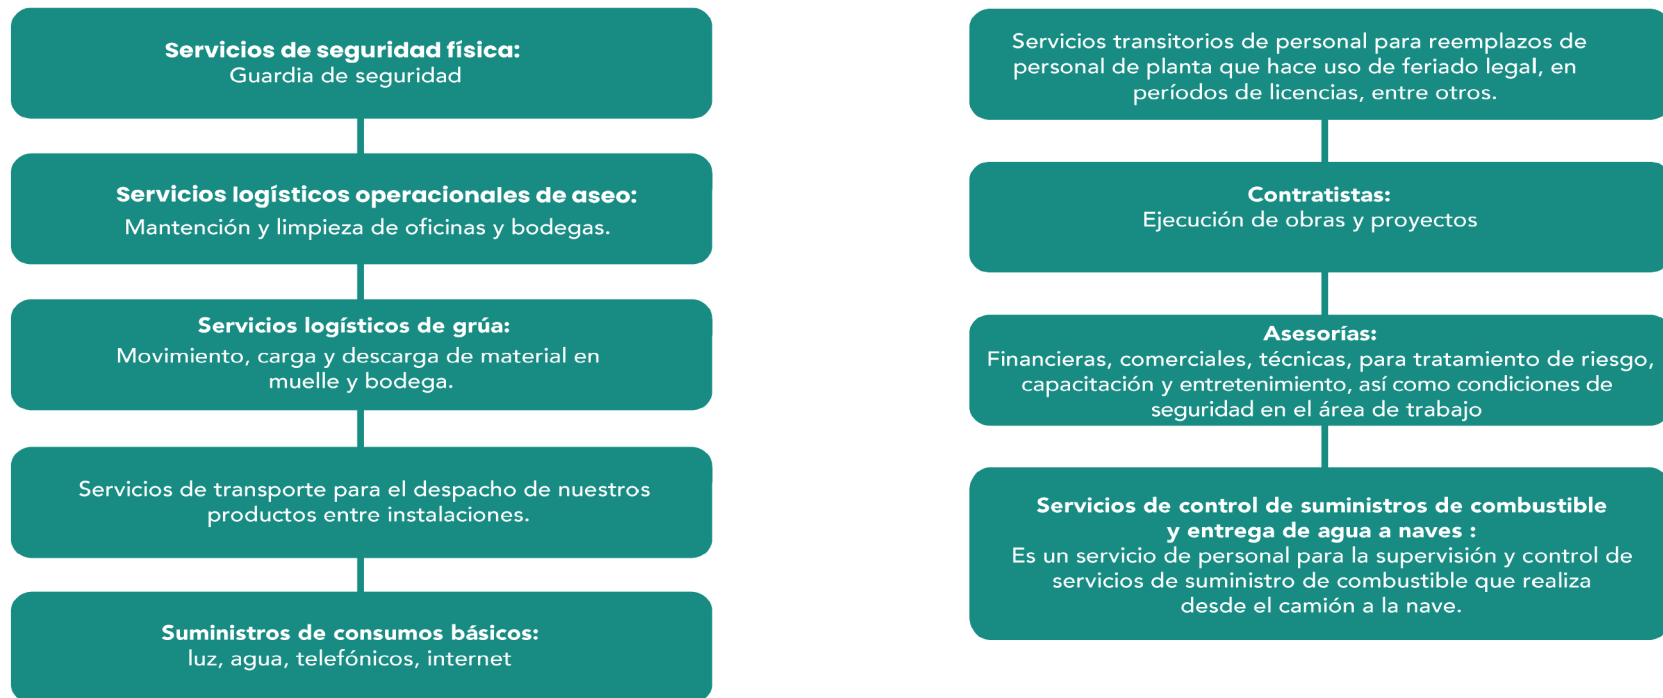 Servicios de seguridad física:
Guardia de seguridad
Servicios logísticos operacionales de aseo:
Mantención y limpieza de oficinas y bodegas.
Servicios logísticos de grúa:
Movimiento, carga y descarga de material en
muelle y bodega.
Servicios de transporte para el despacho de nuestros
productos entre instalaciones.
Suministros de consumos básicos:
luz, agua, telefónicos, internet
Servicios transitorios de personal para reemplazos de
personal de planta que hace uso de feriado legal, en
períodos de licencias, entre otros.
Contratistas:
Ejecución de obras y proyectos
Asesorías:
Financieras, comerciales, técnicas, para tratamiento de riesgo,
capacitación y entretenimiento, así como condiciones de
seguridad en el área de trabajo
Servicios de control de suministros de combustible
y entrega de agua a naves :
Es un servicio de personal para la supervisión y control de
servicios de suministro de combustible que realiza
desde el camión a la nave.